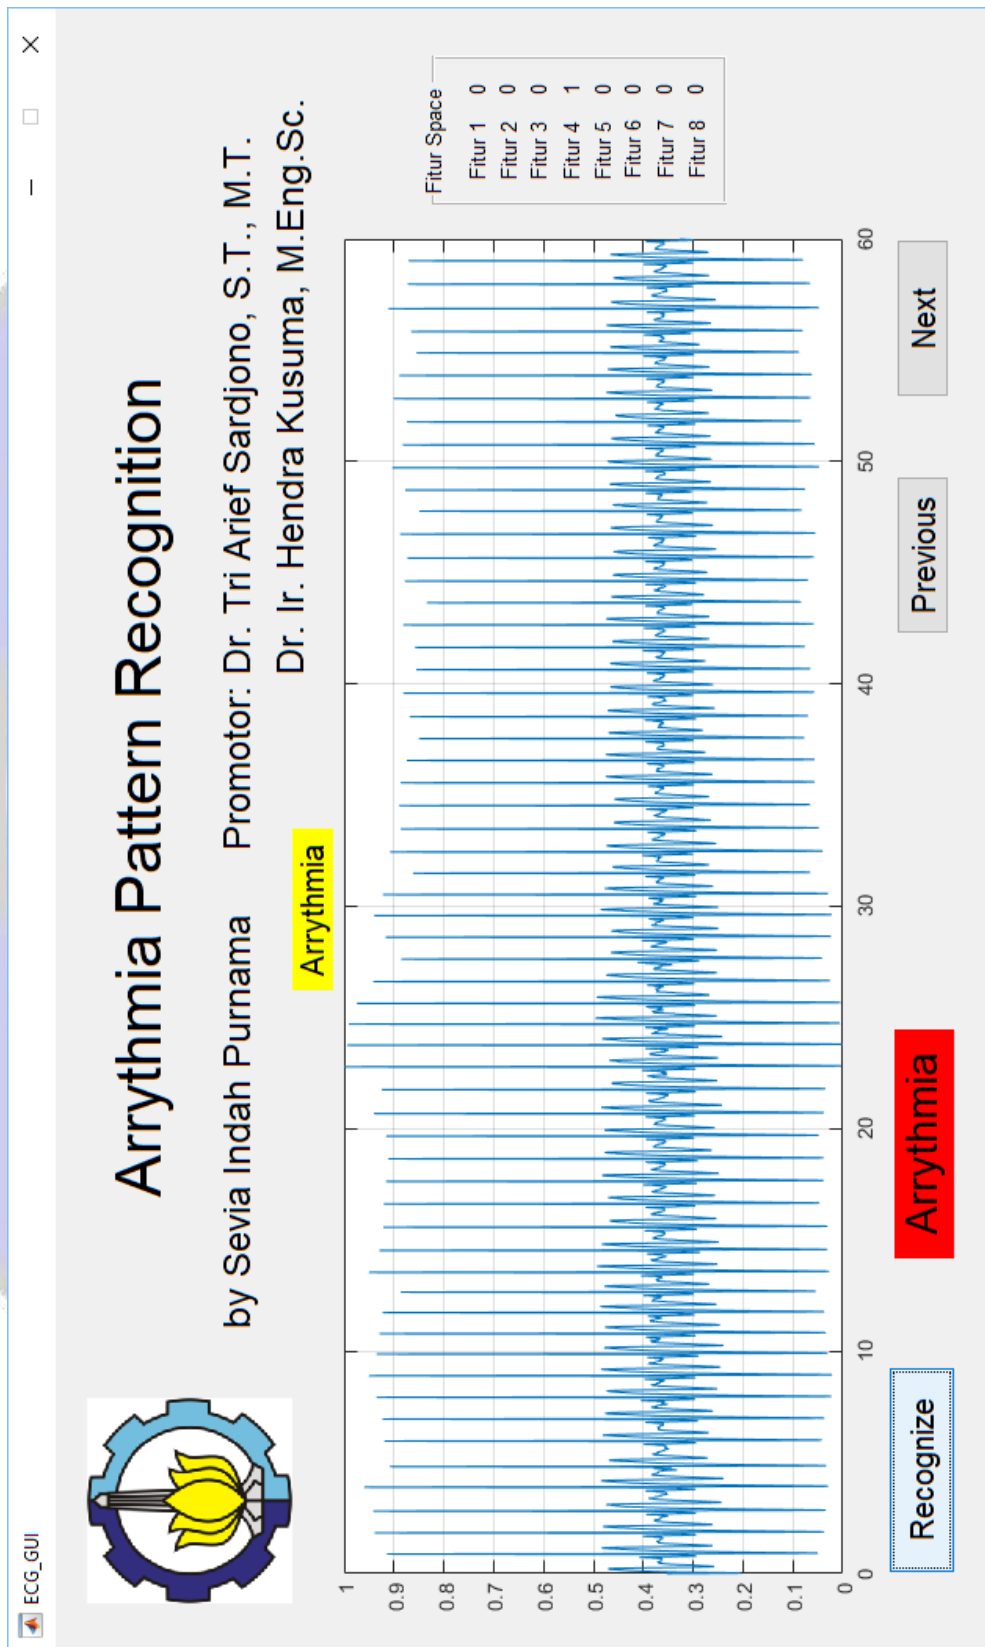 ECG_GUI
Arrythmia Pattern Recognition
by Sevia Indah Purnama Promotor: Dr. Tri Arief Sardjono, S.T., M.T.
Dr. Ir. Hendra Kusuma, M.Eng.Sc.
Arrythmia
1
0.9
0.8
0.7
0.6
0.5
0.4
0.3
0.2
0.1
0
0 10 20 30 40 50 60
Fitur Space
Fitur 1 0
Fitur 2 0
Fitur 3 0
Fitur 4 1
Fitur 5 0
Fitur 6 0
Fitur 7 0
Fitur 8 0
Recognize Arrythmia Previous Next